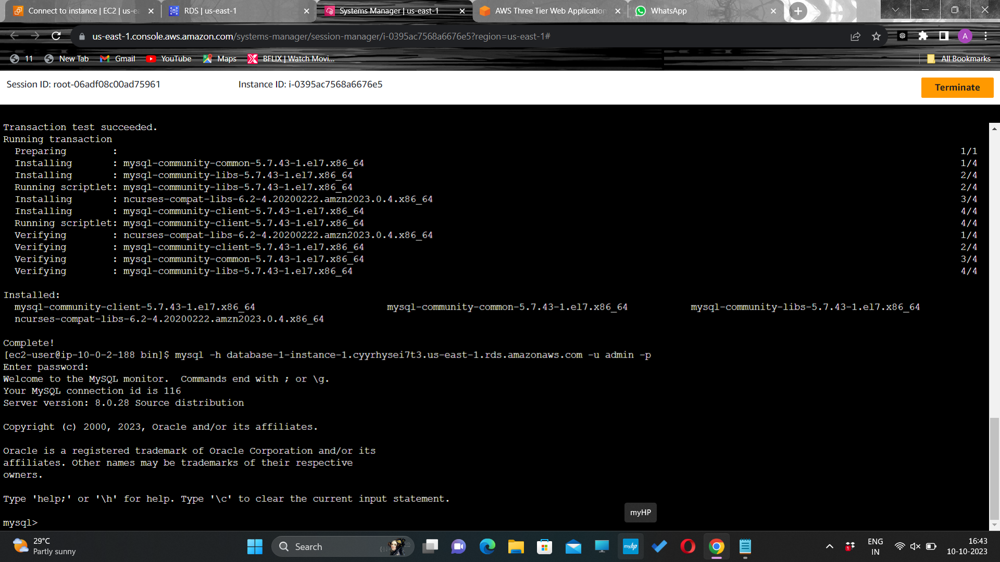 Connect to instance | EC2 | us-ea
RDS | us-east-1
Systems Manager | us-east-1
AWS Three Tier Web Application
WhatsApp
us-east-1.console.aws.amazon.com/systems-manager/session-manager/i-0395ac7568a6676e5?region=us-east-1#
A
11
New Tab
Gmail
YouTube
Maps
BFLIX | Watch Movi...
All Bookmarks
Session ID: root-06adf08c00ad75961
Instance ID: i-0395ac7568a6676e5
Terminate
Transaction test succeeded.
Running transaction
Preparing : 1/1
Installing : mysql-community-common-5.7.43-1.el7.x86_64 1/4
Installing : mysql-community-libs-5.7.43-1.el7.x86_64 2/4
Running scriptlet: mysql-community-libs-5.7.43-1.el7.x86_64 2/4
Installing : ncurses-compat-libs-6.2-4.20200222.amzn2023.0.4.x86_64 3/4
Installing : mysql-community-client-5.7.43-1.el7.x86_64 4/4
Running scriptlet: mysql-community-client-5.7.43-1.el7.x86_64 4/4
Verifying : ncurses-compat-libs-6.2-4.20200222.amzn2023.0.4.x86_64 1/4
Verifying : mysql-community-client-5.7.43-1.el7.x86_64 2/4
Verifying : mysql-community-common-5.7.43-1.el7.x86_64 3/4
Verifying : mysql-community-libs-5.7.43-1.el7.x86_64 4/4
Installed:
mysql-community-client-5.7.43-1.el7.x86_64 mysql-community-common-5.7.43-1.el7.x86_64 mysql-community-libs-5.7.43-1.el7.x86_64
ncurses-compat-libs-6.2-4.20200222.amzn2023.0.4.x86_64
Complete!
[ec2-user@ip-10-0-2-188 bin]$ mysql -h database-1-instance-1.cyyrhysei7t3.us-east-1.rds.amazonaws.com -u admin -p
Enter password:
Welcome to the MySQL monitor.  Commands end with ; or \g.
Your MySQL connection id is 116
Server version: 8.0.28 Source distribution
Copyright (c) 2000, 2023, Oracle and/or its affiliates.
Oracle is a registered trademark of Oracle Corporation and/or its
affiliates. Other names may be trademarks of their respective
owners.
Type 'help;' or '\h' for help. Type '\c' to clear the current input statement.
myHP
mysql>
29°C
Partly sunny
Search
myhp
1
ENG
IN
16:43
10-10-2023